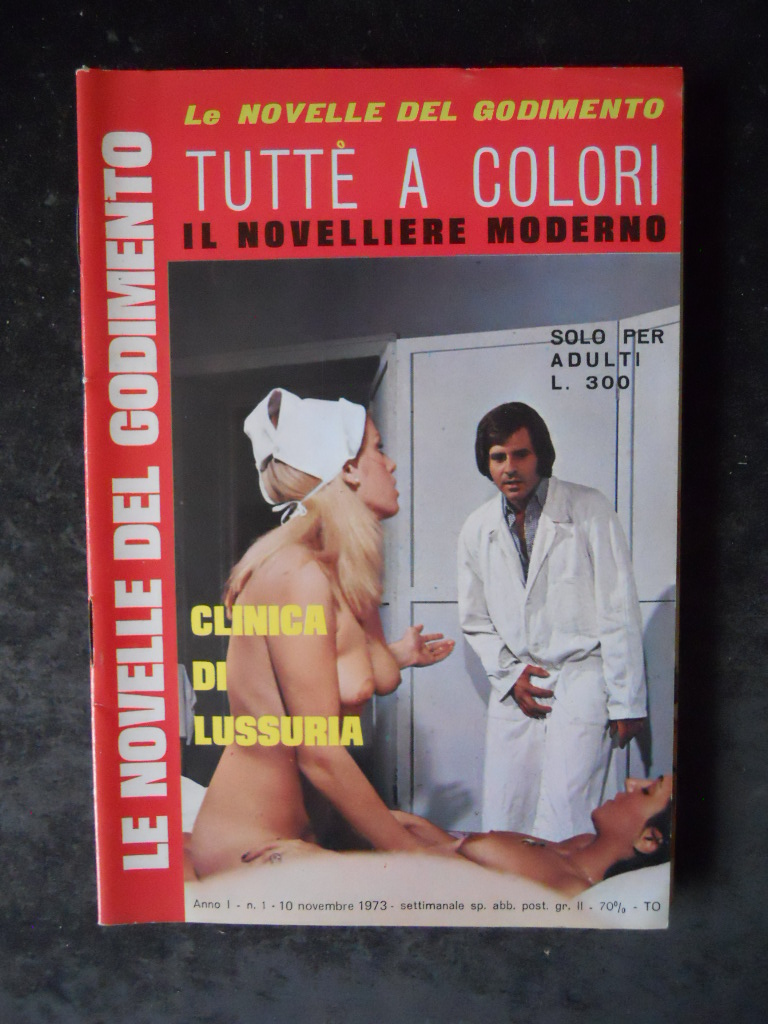 Le NOVELLE DEL GODIMENTO
TUTTE A COLORI
IL NOVELLIERE MODERNO
LE NOVELLE DEL GODIMENTO
SOLO PER
ADULTI
L. 300
CLINICA
DI
LUSSURIA
Anno I - n. 1 - 10 novembre 1973 - settimanale sp. abb. post. gr. II - 70% - TO